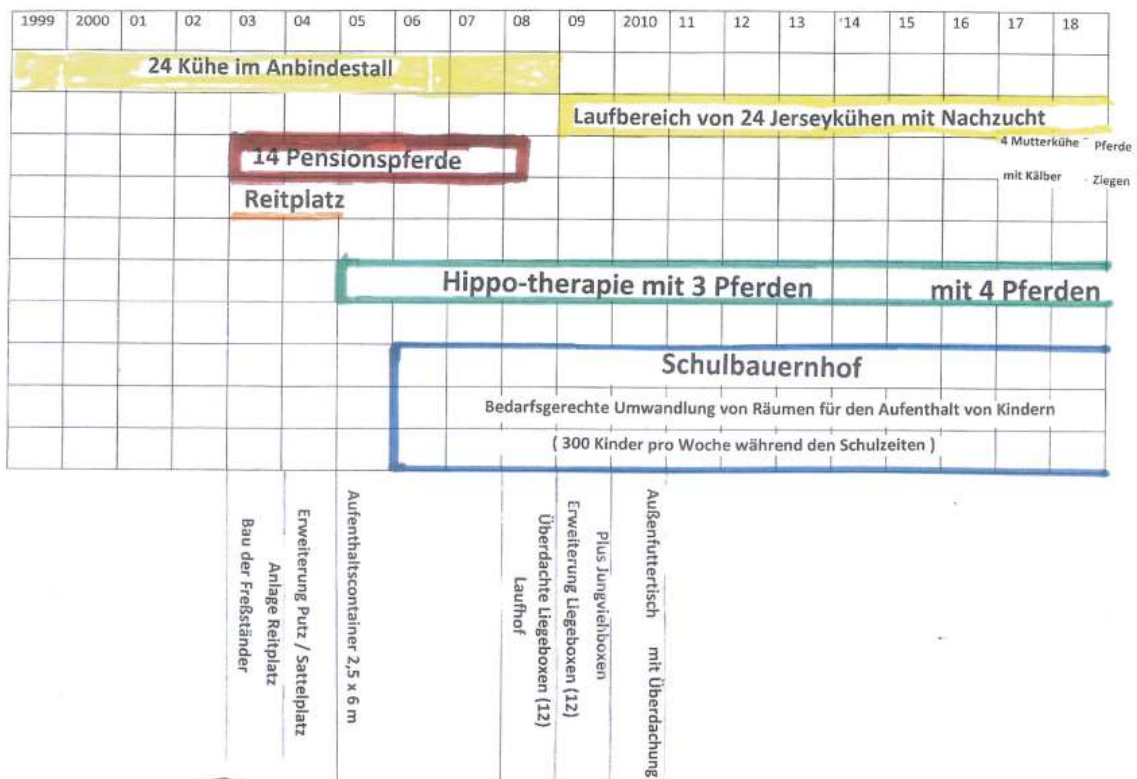 1999 2000 01 02 03 04 05 06 07 08 09 2010 11 12 13 '14 15 16 17 18
24 Kühe im Anbindestall
Laufbereich von 24 Jerseykühen mit Nachzucht
4 Mutterkühe - Pferde
14 Pensionspferde
mit Kälber - Ziegen
Reitplatz
Hippo-therapie mit 3 Pferden mit 4 Pferden
Schulbauernhof
Bedarfsgerechte Umwandlung von Räumen für den Aufenthalt von Kindern
( 300 Kinder pro Woche während den Schulzeiten )
Bau der Freßständer
Anlage Reitplatz
Erweiterung Putz / Sattelplatz
Aufenthaltscontainer 2,5 x 6 m
Laufhof
Überdachte Liegeboxen (12)
Erweiterung Liegeboxen (12)
Plus Jungviehboxen
Außenfuttertisch mit Überdachung